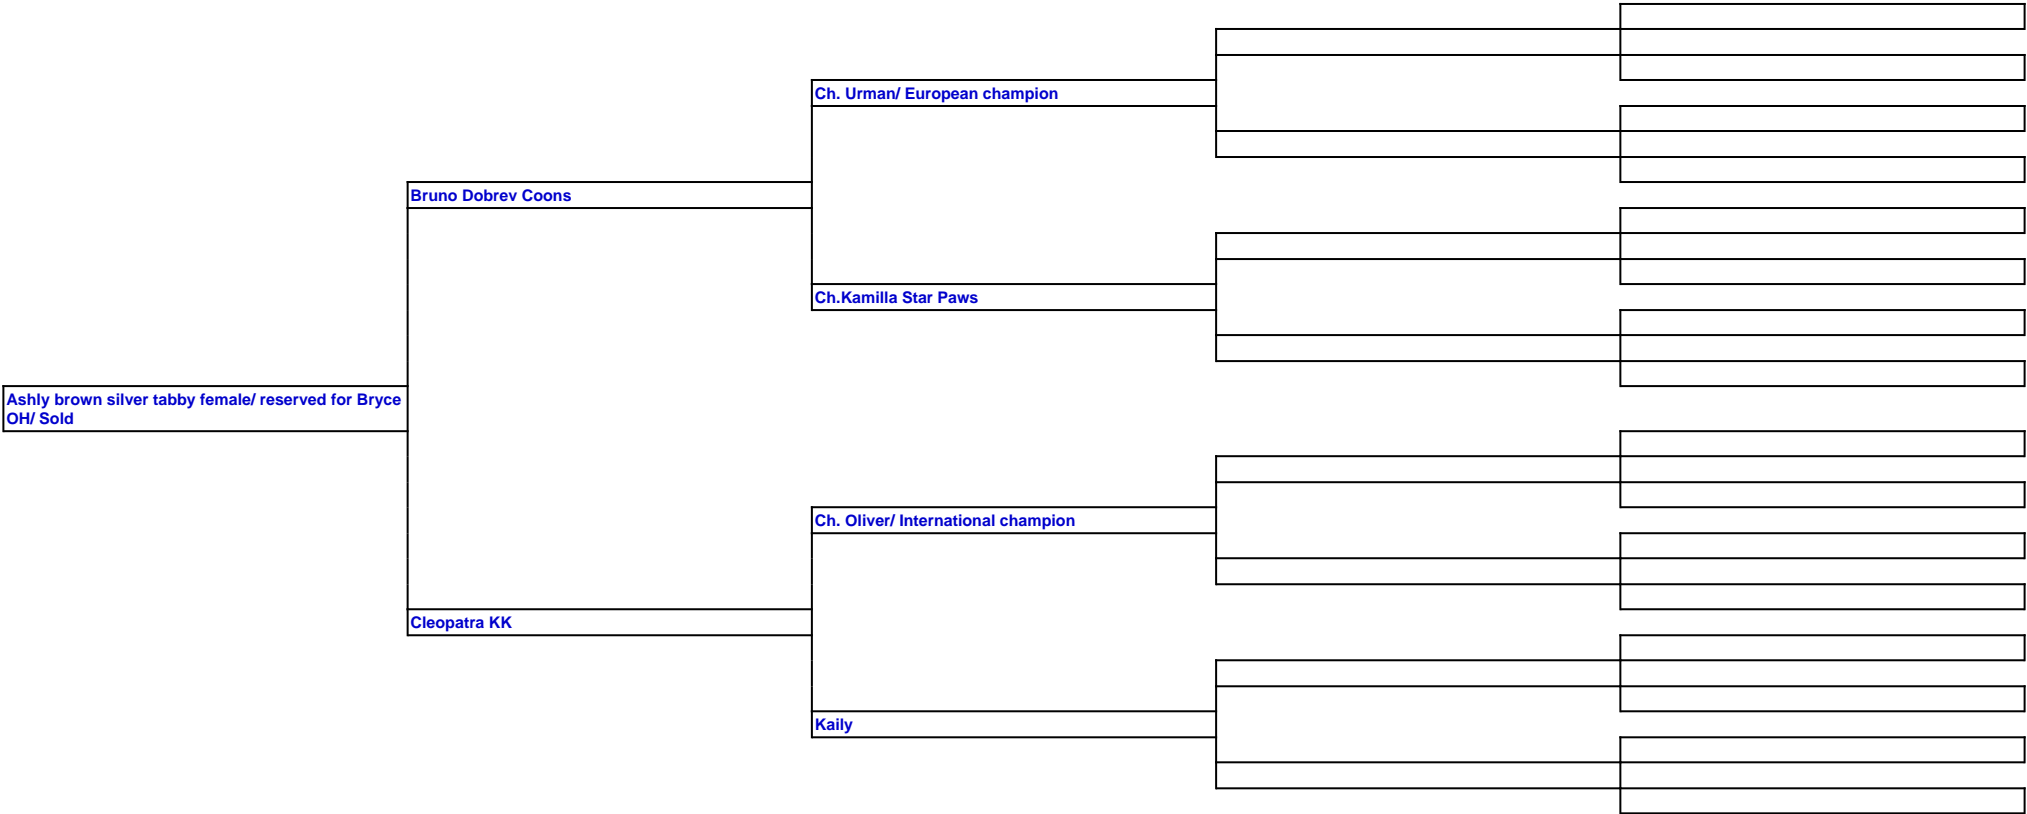 Ch. Urman/ European champion
Bruno Dobrev Coons
Ch.Kamilla Star Paws
Ashly brown silver tabby female/ reserved for Bryce
OH/ Sold
Ch. Oliver/ International champion
Cleopatra KK
Kaily